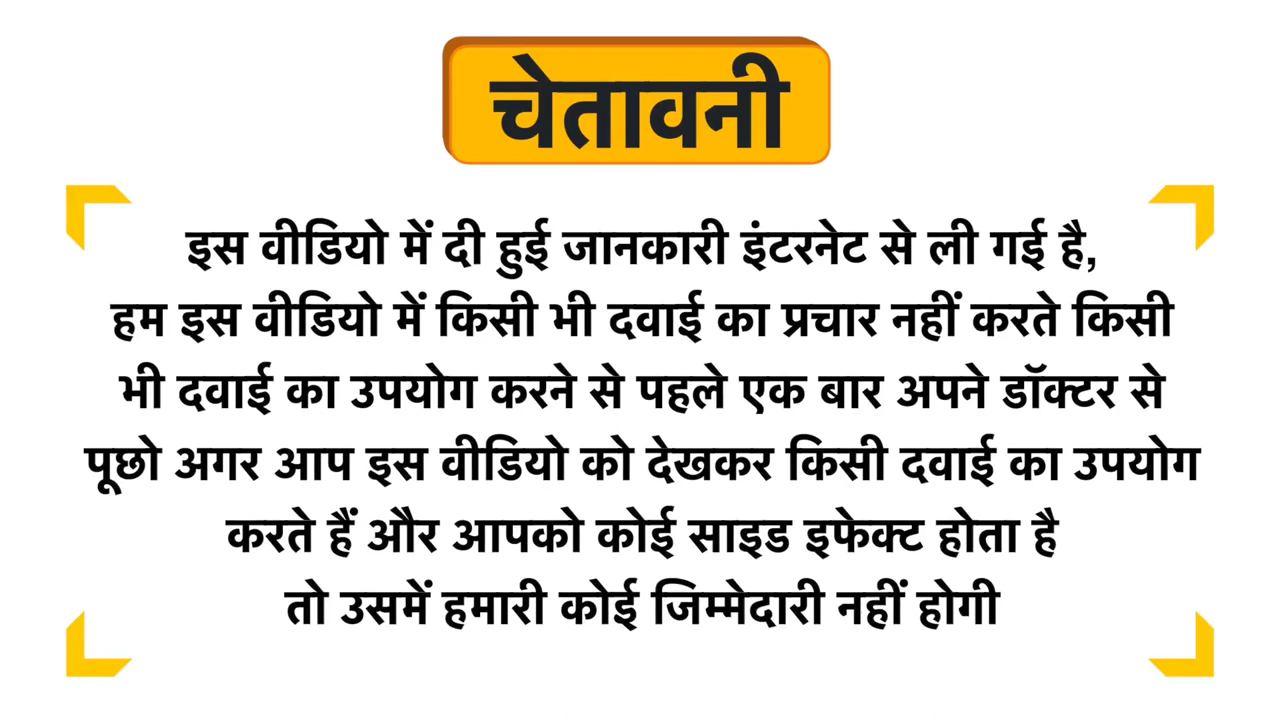 चेतावनी
इस वीडियो में दी हुई जानकारी इंटरनेट से ली गई है,
हम इस वीडियो में किसी भी दवाई का प्रचार नहीं करते किसी
भी दवाई का उपयोग करने से पहले एक बार अपने डॉक्टर से
पूछो अगर आप इस वीडियो को देखकर किसी दवाई का उपयोग
करते हैं और आपको कोई साइड इफेक्ट होता है
तो उसमें हमारी कोई जिम्मेदारी नहीं होगी